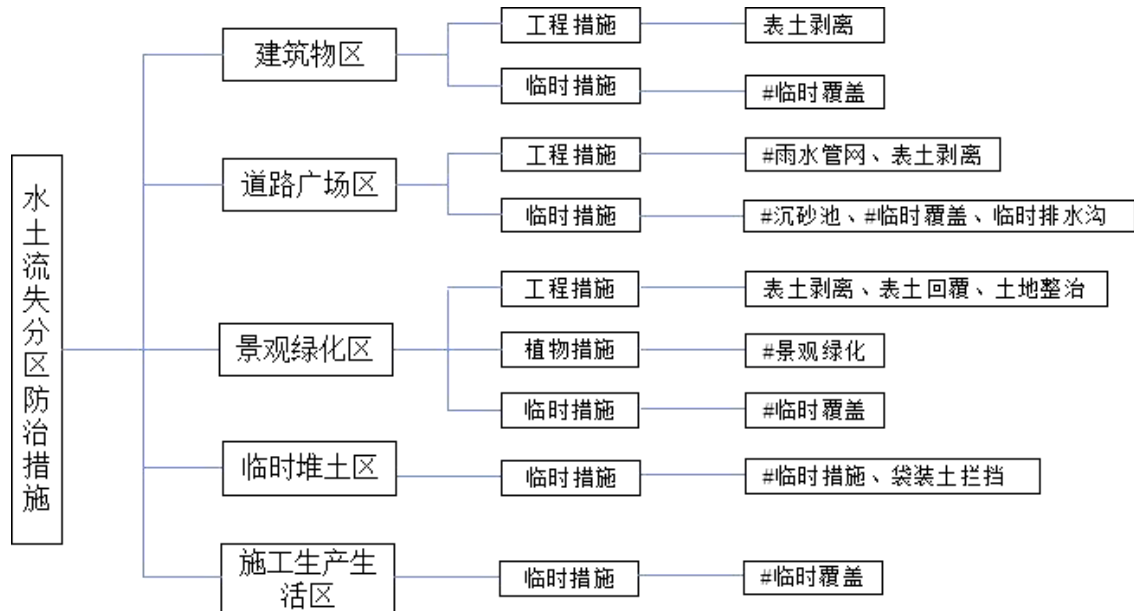 水土流失分区防治措施
建筑物区
工程措施
表土剥离
临时措施
#临时覆盖
道路广场区
工程措施
#雨水管网、表土剥离
临时措施
#沉砂池、#临时覆盖、临时排水沟
景观绿化区
工程措施
表土剥离、表土回覆、土地整治
植物措施
#景观绿化
临时措施
#临时覆盖
临时堆土区
临时措施
#临时措施、袋装土拦挡
施工生产生
活区
临时措施
#临时覆盖